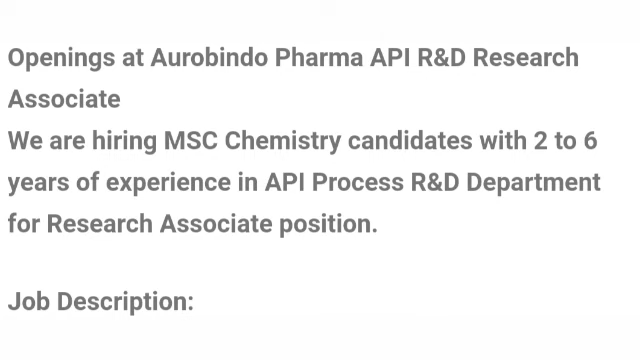 Openings at Aurobindo Pharma API R&D Research
Associate
We are hiring MSC Chemistry candidates with 2 to 6
years of experience in API Process R&D Department
for Research Associate position.
Job Description: